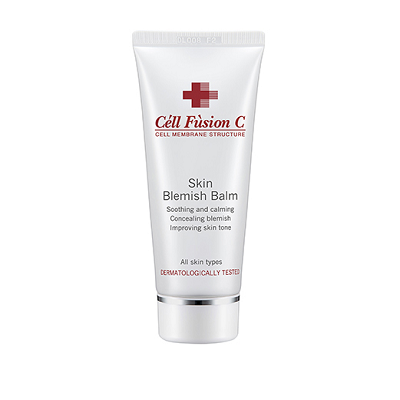 Céll Fùsion C
CELL MEMBRANE STRUCTURE
Skin
Blemish Balm
Soothing and calming
Concealing blemish
Improving skin tone
All skin types
DERMATOLOGICALLY TESTED